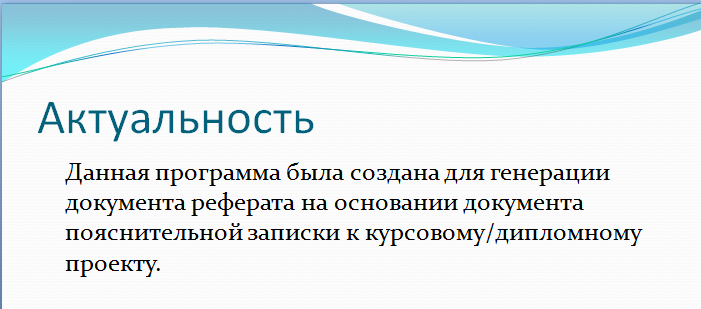 Актуальность
Данная программа была создана для генерации
документа реферата на основании документа
пояснительной записки к курсовому/дипломному
проекту.